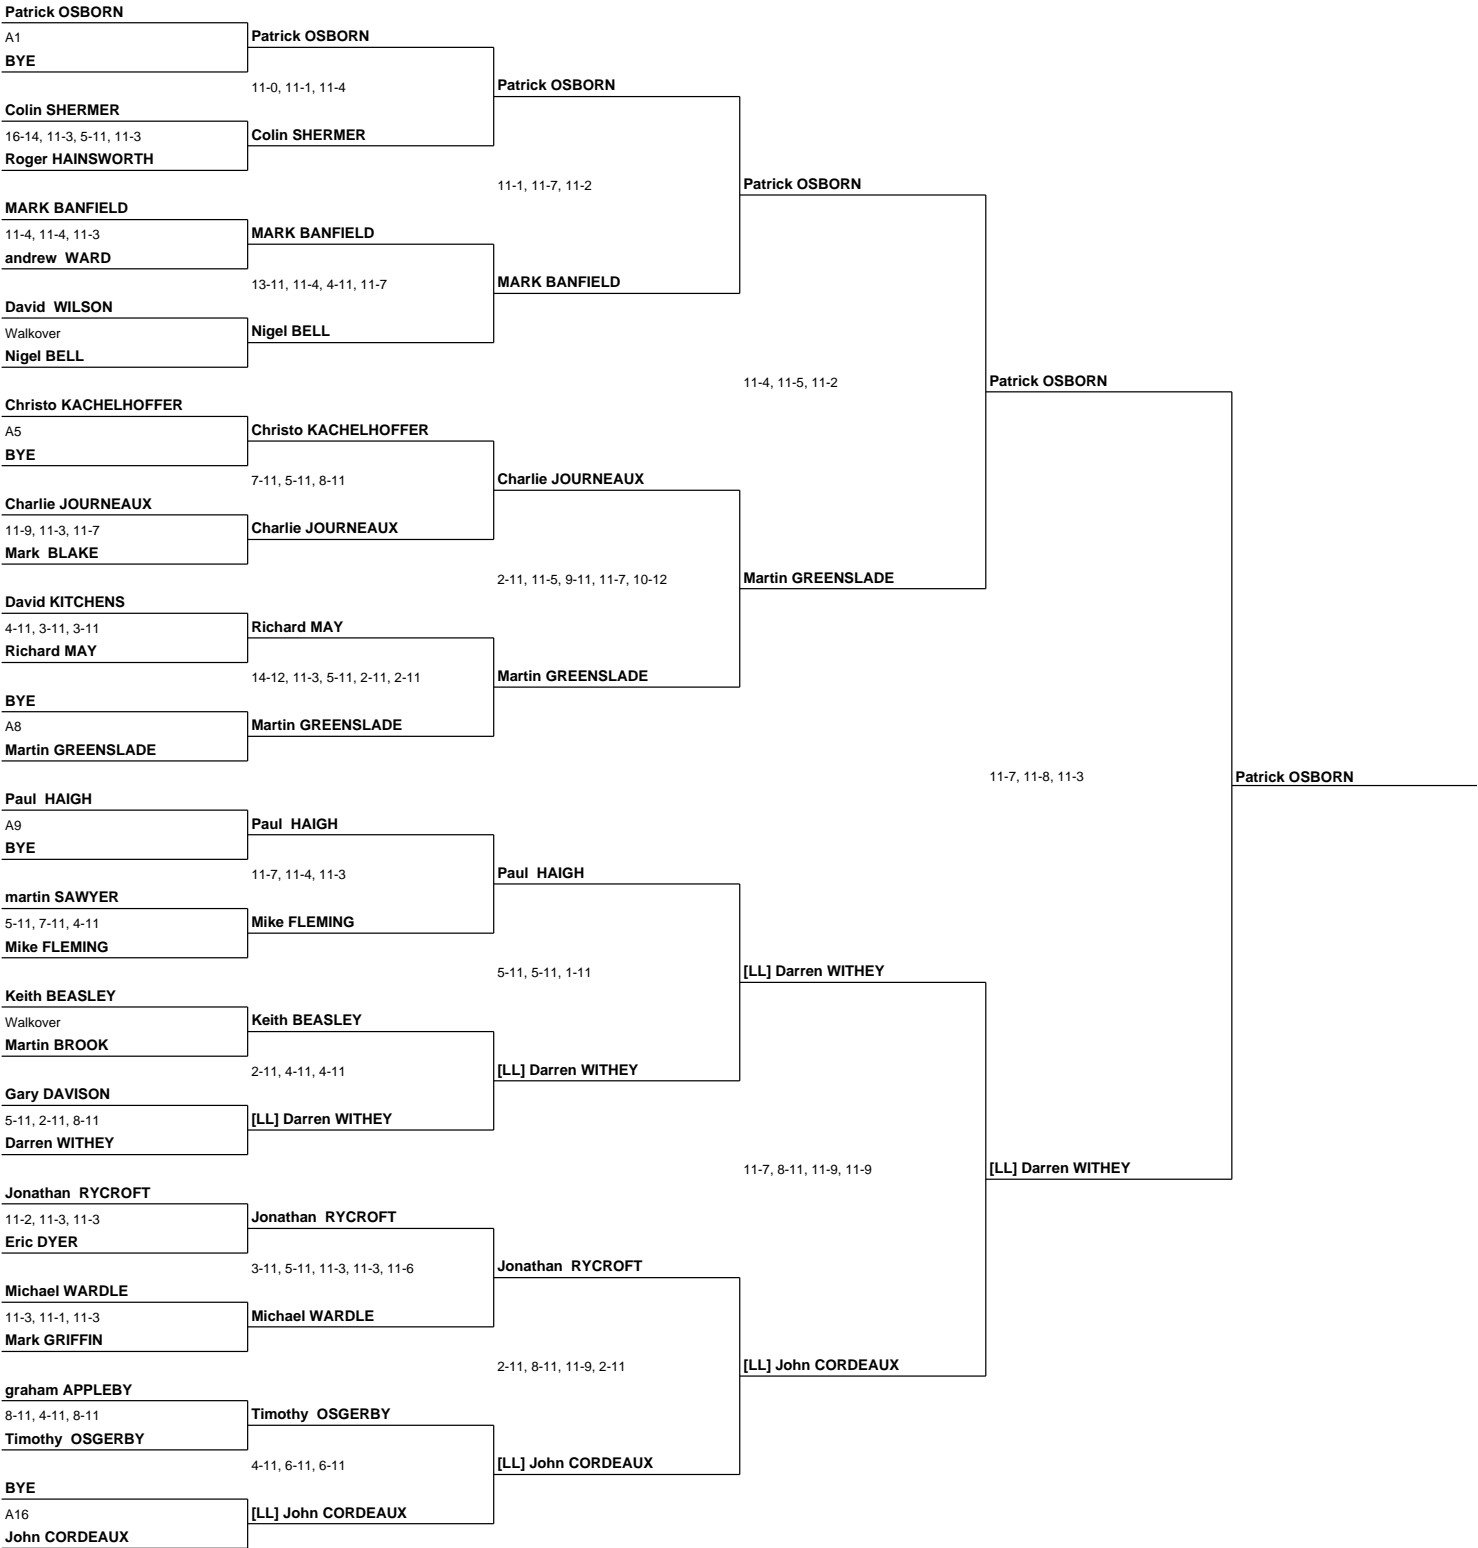 Patrick OSBORN
A1
BYE
Colin SHERMER
16-14, 11-3, 5-11, 11-3
Roger HAINSWORTH
MARK BANFIELD
11-4, 11-4, 11-3
andrew  WARD
David  WILSON
Walkover
Nigel BELL
Christo KACHELHOFFER
A5
BYE
Charlie JOURNEAUX
11-9, 11-3, 11-7
Mark  BLAKE
David KITCHENS
4-11, 3-11, 3-11
Richard MAY
BYE
A8
Martin GREENSLADE
Paul  HAIGH
A9
BYE
martin SAWYER
5-11, 7-11, 4-11
Mike FLEMING
Keith BEASLEY
Walkover
Martin BROOK
Gary DAVISON
5-11, 2-11, 8-11
Darren WITHEY
Jonathan  RYCROFT
11-2, 11-3, 11-3
Eric DYER
Michael WARDLE
11-3, 11-1, 11-3
Mark GRIFFIN
graham APPLEBY
8-11, 4-11, 8-11
Timothy  OSGERBY
BYE
A16
John CORDEAUX
Patrick OSBORN
11-0, 11-1, 11-4
Colin SHERMER
MARK BANFIELD
13-11, 11-4, 4-11, 11-7
Nigel BELL
Christo KACHELHOFFER
7-11, 5-11, 8-11
Charlie JOURNEAUX
Richard MAY
14-12, 11-3, 5-11, 2-11, 2-11
Martin GREENSLADE
Paul  HAIGH
11-7, 11-4, 11-3
Mike FLEMING
Keith BEASLEY
2-11, 4-11, 4-11
[LL] Darren WITHEY
Jonathan  RYCROFT
3-11, 5-11, 11-3, 11-3, 11-6
Michael WARDLE
Timothy  OSGERBY
4-11, 6-11, 6-11
[LL] John CORDEAUX
Patrick OSBORN
11-1, 11-7, 11-2
MARK BANFIELD
Charlie JOURNEAUX
2-11, 11-5, 9-11, 11-7, 10-12
Martin GREENSLADE
Paul  HAIGH
5-11, 5-11, 1-11
[LL] Darren WITHEY
Jonathan  RYCROFT
2-11, 8-11, 11-9, 2-11
[LL] John CORDEAUX
Patrick OSBORN
11-4, 11-5, 11-2
Martin GREENSLADE
[LL] Darren WITHEY
11-7, 8-11, 11-9, 11-9
[LL] John CORDEAUX
Patrick OSBORN
11-7, 11-8, 11-3
[LL] Darren WITHEY
Patrick OSBORN